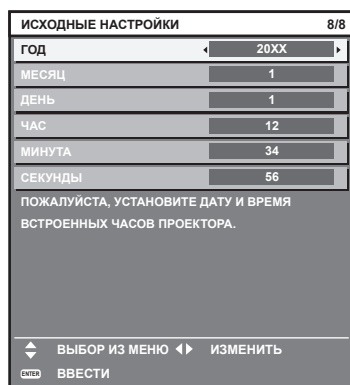 ИСХОДНЫЕ НАСТРОЙКИ 8/8
ГОД 20XX
МЕСЯЦ 1
ДЕНЬ 1
ЧАС 12
МИНУТА 34
СЕКУНДЫ 56
ПОЖАЛУЙСТА, УСТАНОВИТЕ ДАТУ И ВРЕМЯ
ВСТРОЕННЫХ ЧАСОВ ПРОЕКТОРА.
ВЫБОР ИЗ МЕНЮ ИЗМЕНИТЬ
ENTER ВВЕСТИ